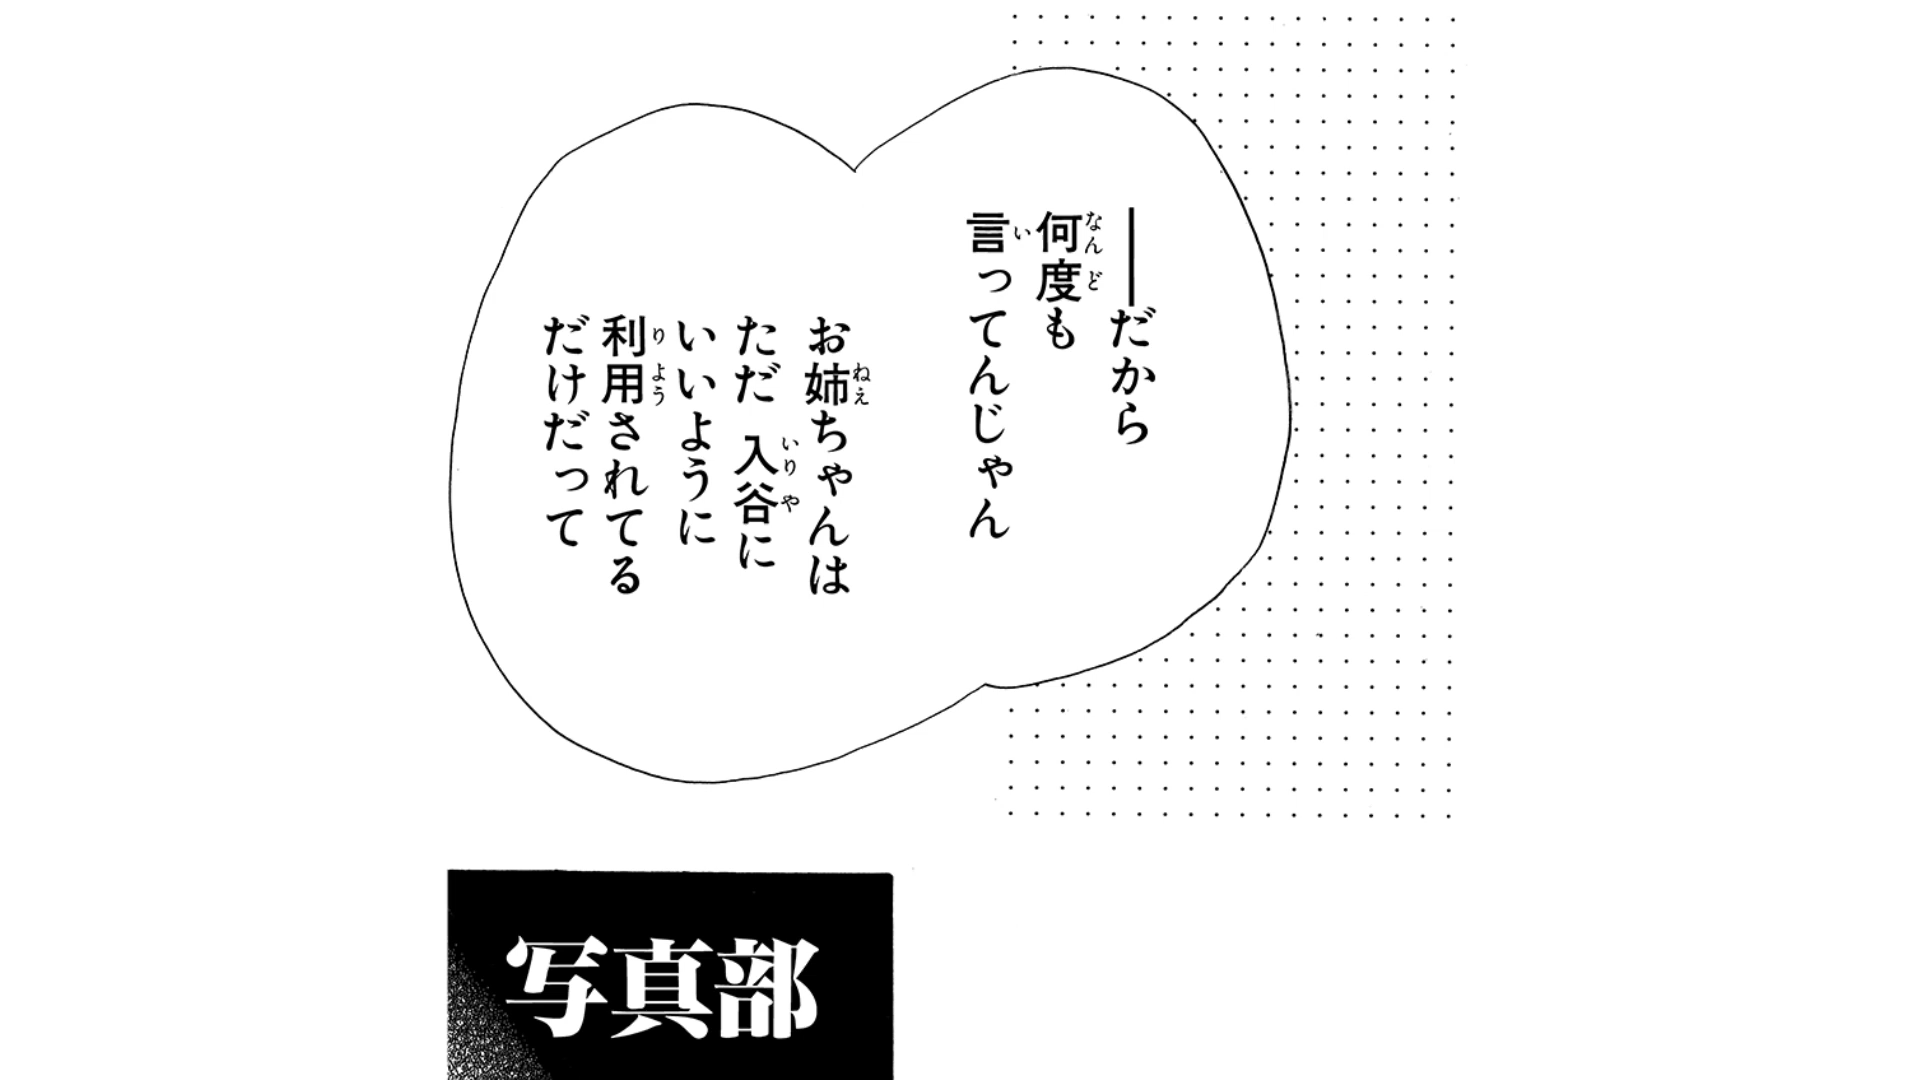 ──だから
何度も
言ってんじゃん
お姉ちゃんは
ただ 入谷に
いいように
利用されてる
だけだって
写真部